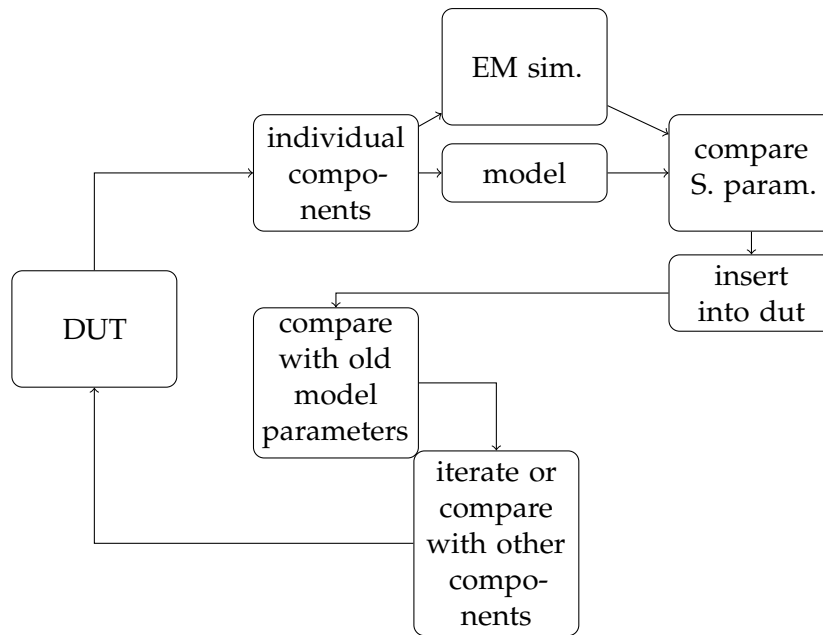 EM sim.
individual
compo-
nents
model
compare
S. param.
DUT
insert
into dut
compare
with old
model
parameters
iterate or
compare
with other
compo-
nents